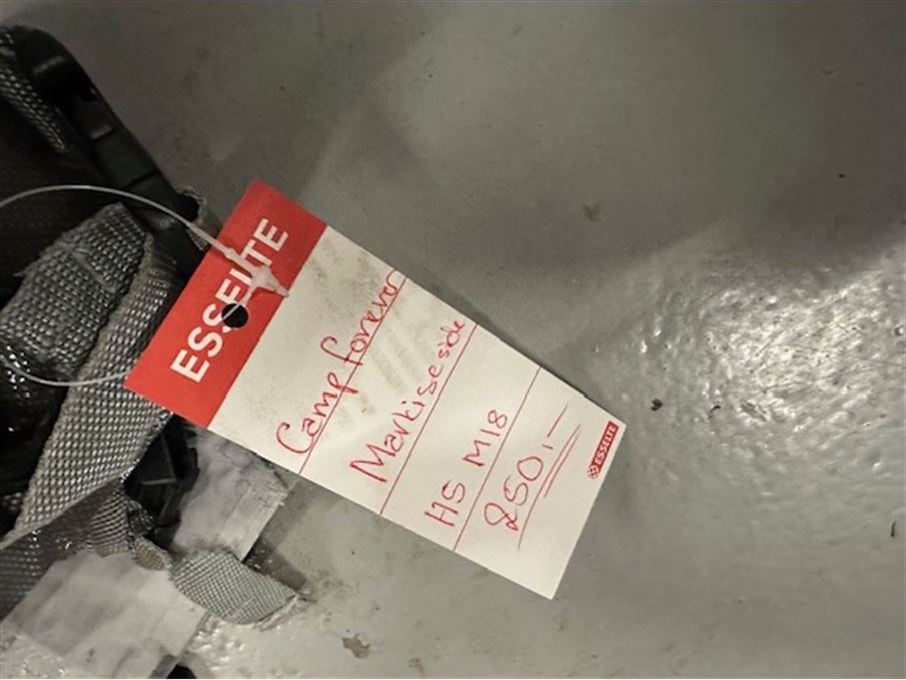 ESSELTE
Camp forever
Markiseside
HS M18
250,-
ESSELTE